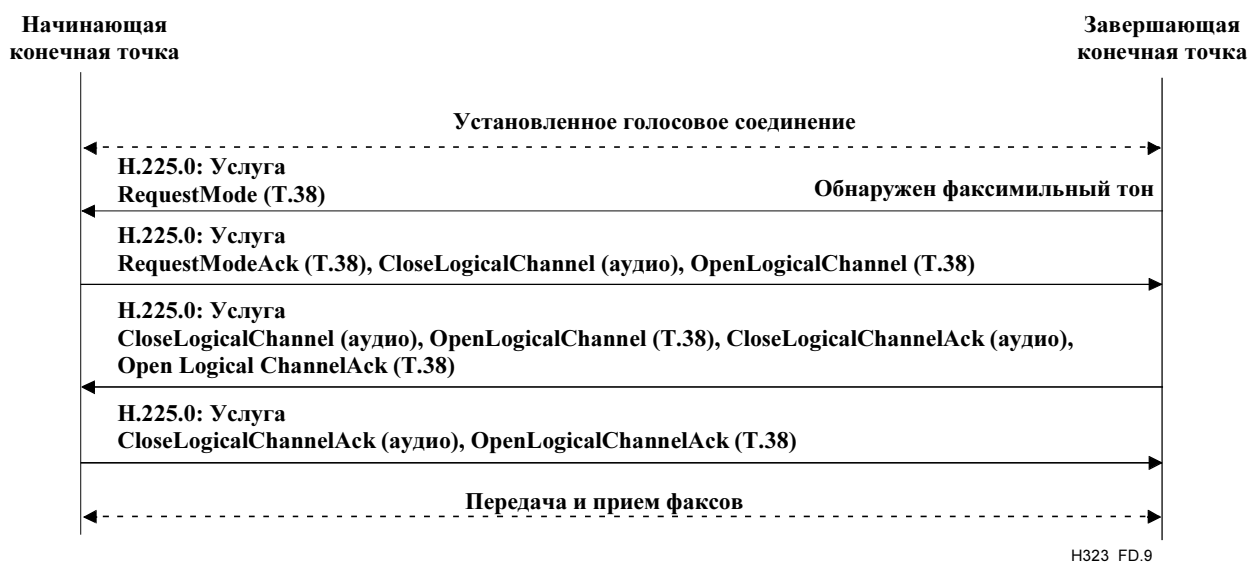 Начинающая
конечная точка
Завершающая
конечная точка
Установленное голосовое соединение
H.225.0: Услуга
RequestMode (T.38)
Обнаружен факсимильный тон
H.225.0: Услуга
RequestModeAck (T.38), CloseLogicalChannel (аудио), OpenLogicalChannel (T.38)
H.225.0: Услуга
CloseLogicalChannel (аудио), OpenLogicalChannel (T.38), CloseLogicalChannelAck (аудио),
Open Logical ChannelAck (T.38)
H.225.0: Услуга
CloseLogicalChannelAck (аудио), OpenLogicalChannelAck (T.38)
Передача и прием факсов
H323_FD.9